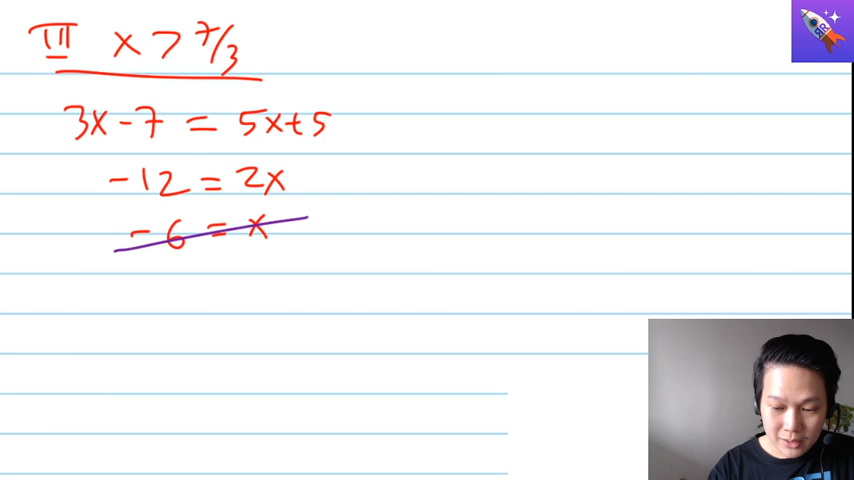 III x > 7/3
3x - 7 = 5x + 5
-12 = 2x
-6 = x